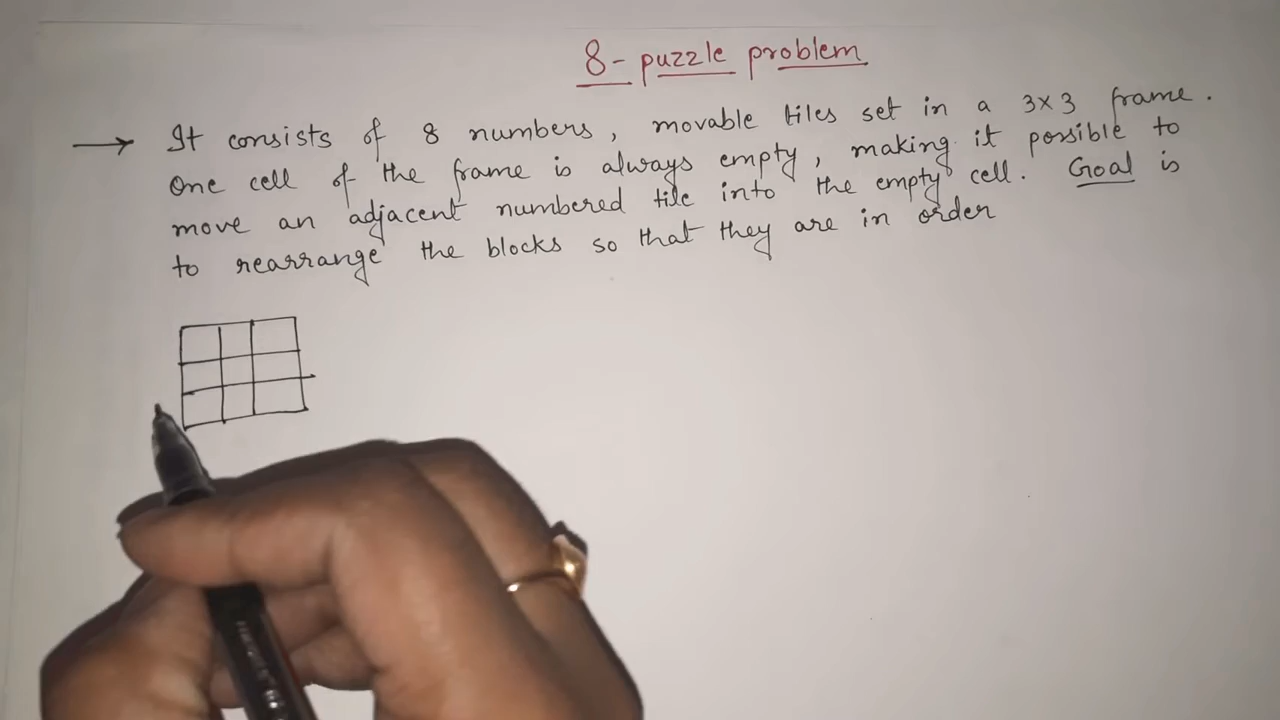 8- puzzle problem
→ It consists of 8 numbers, movable tiles set in a 3×3 frame.
One cell of the frame is always empty, making it possible to
move an adjacent numbered tile into the empty cell. Goal is
to rearrange the blocks so that they are in order